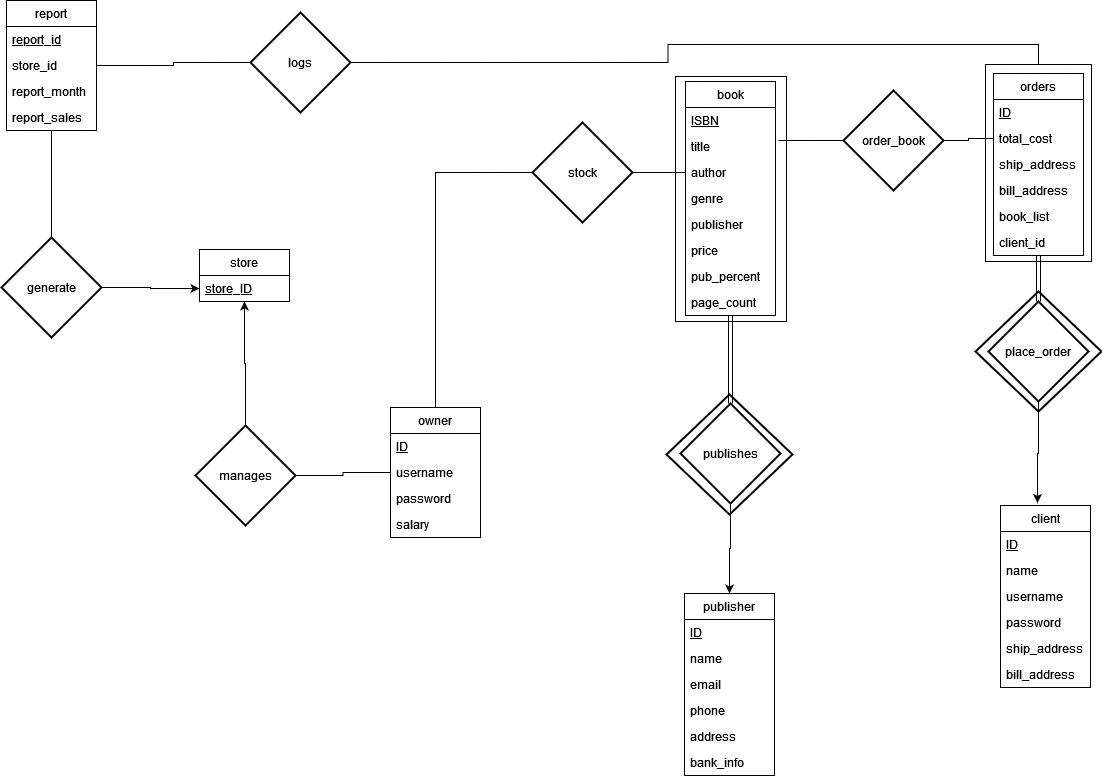 report
report_id
store_id
report_month
report_sales
logs
book
ISBN
title
author
genre
publisher
price
pub_percent
page_count
order_book
orders
ID
total_cost
ship_address
bill_address
book_list
client_id
stock
generate
store
store_ID
place_order
manages
owner
ID
username
password
salary
publishes
client
ID
name
username
password
ship_address
bill_address
publisher
ID
name
email
phone
address
bank_info